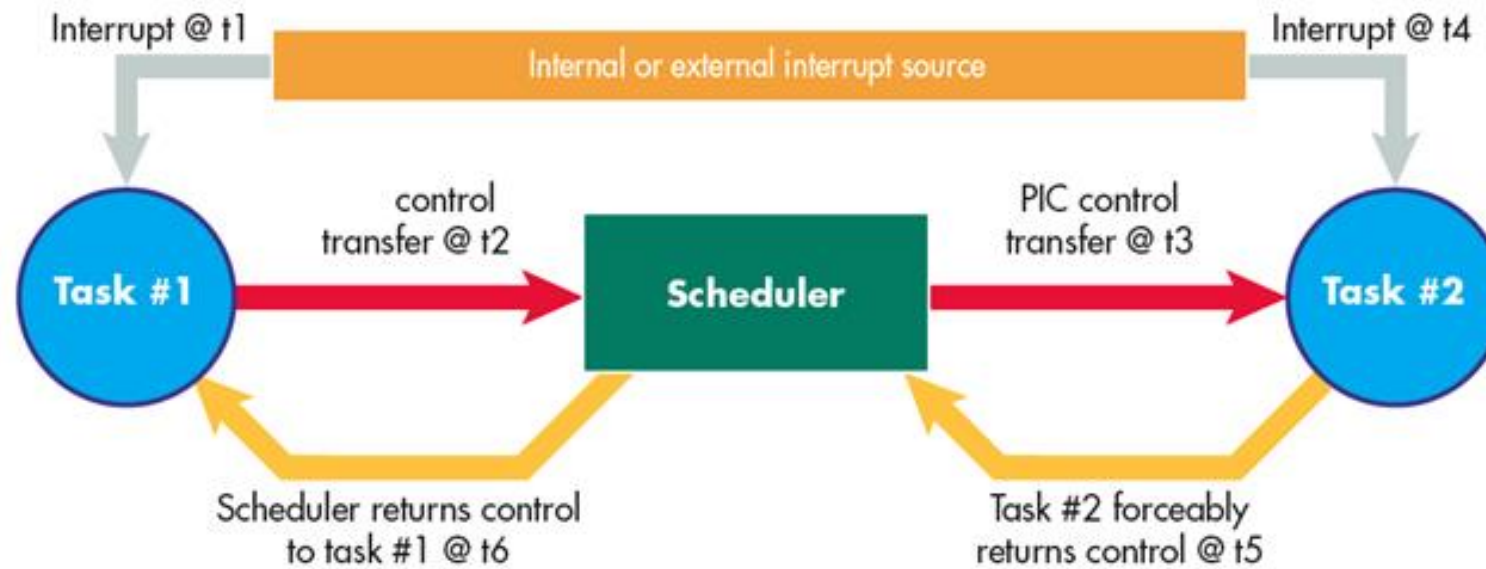 Interrupt @ t1
Internal or external interrupt source
Interrupt @ t4
control
transfer @ t2
PIC control
transfer @ t3
Task #1
Scheduler
Task #2
Scheduler returns control
to task #1 @ t6
Task #2 forceably
returns control @ t5